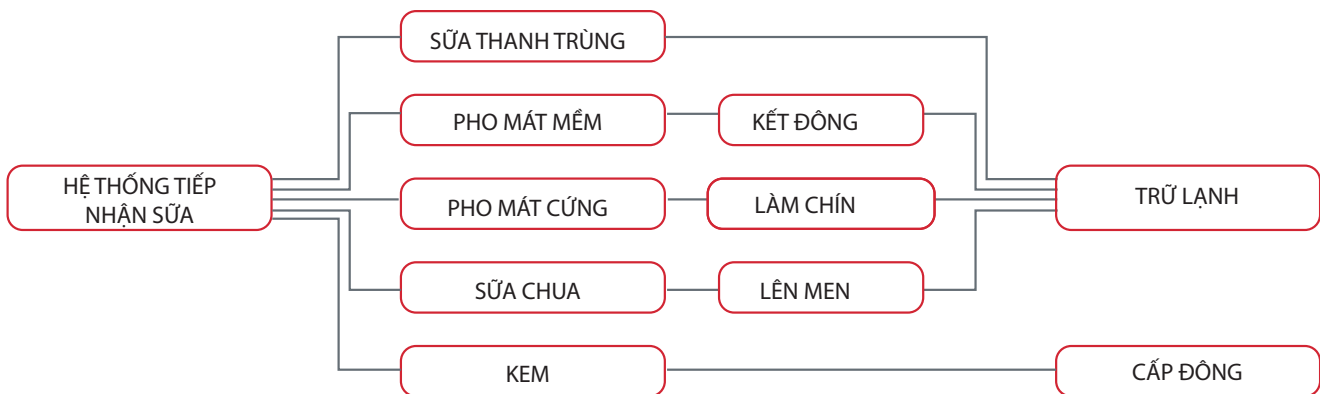 SỮA THANH TRÙNG
PHO MÁT MỀM
KẾT ĐÔNG
HỆ THỐNG TIẾP
NHẬN SỮA
PHO MÁT CỨNG
LÀM CHÍN
TRỮ LẠNH
SỮA CHUA
LÊN MEN
KEM
CẤP ĐÔNG